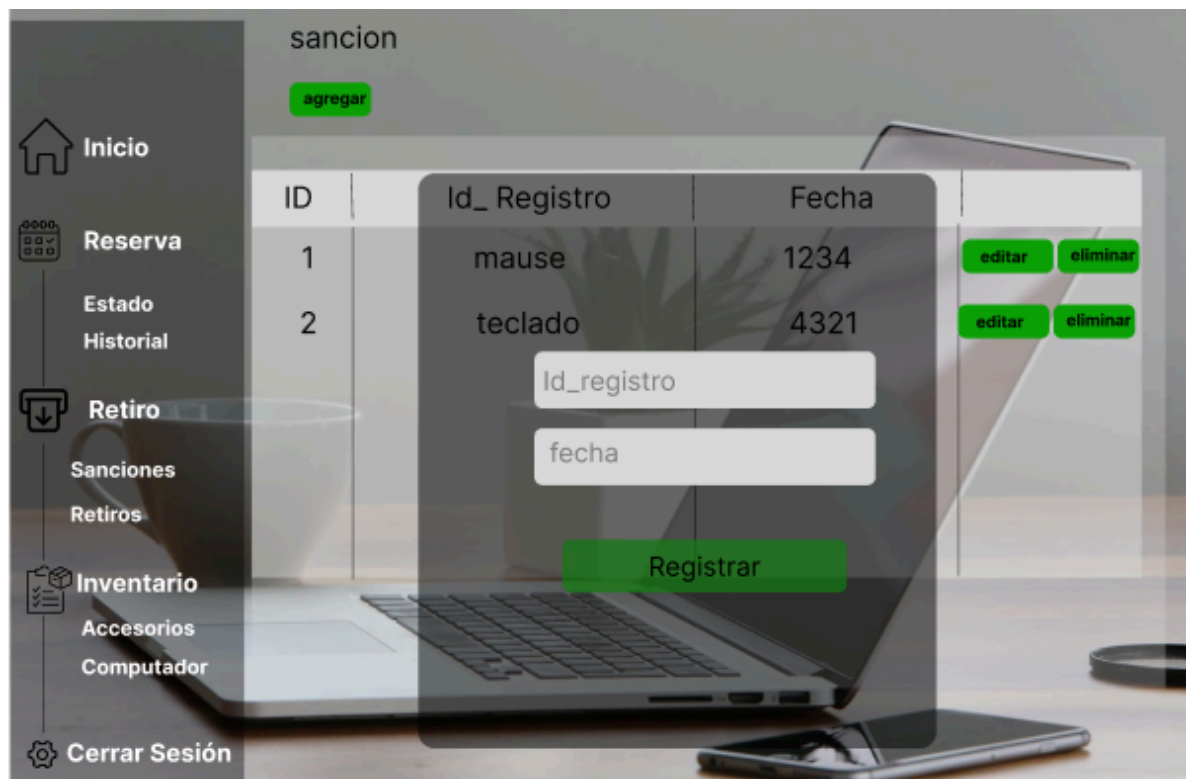 sancion
agregar
Inicio
Reserva
Estado
Historial
Retiro
Sanciones
Retiros
Inventario
Accesorios
Computador
Cerrar Sesión
ID Id_ Registro Fecha
1 mause 1234 editar eliminar
2 teclado 4321 editar eliminar
Id_registro
fecha
Registrar